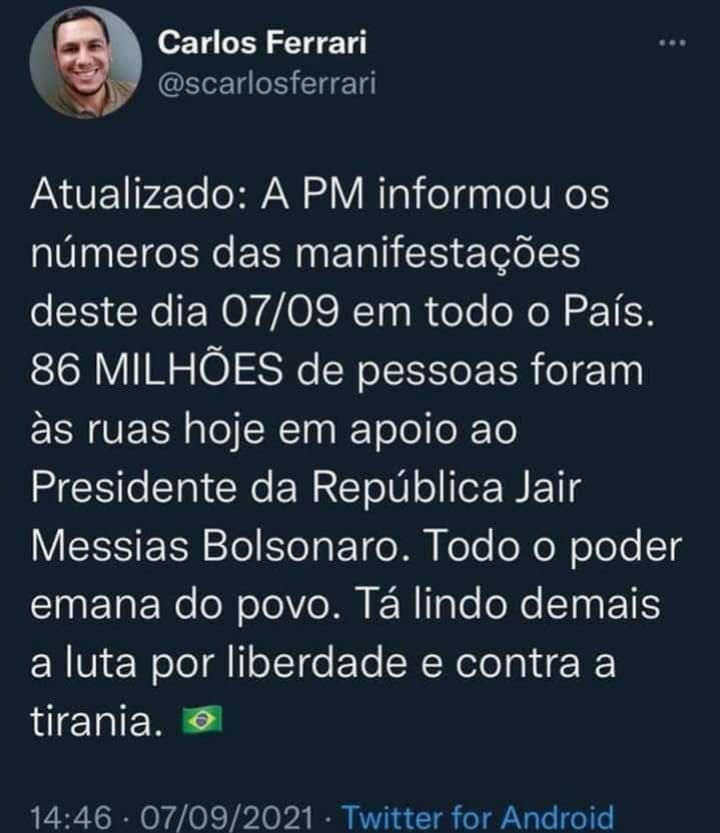 Carlos Ferrari
@scarlosferrari
Atualizado: A PM informou os
números das manifestações
deste dia 07/09 em todo o País.
86 MILHÕES de pessoas foram
às ruas hoje em apoio ao
Presidente da República Jair
Messias Bolsonaro. Todo o poder
emana do povo. Tá lindo demais
a luta por liberdade e contra a
tirania. 🇧🇷
14:46 · 07/09/2021 · Twitter for Android